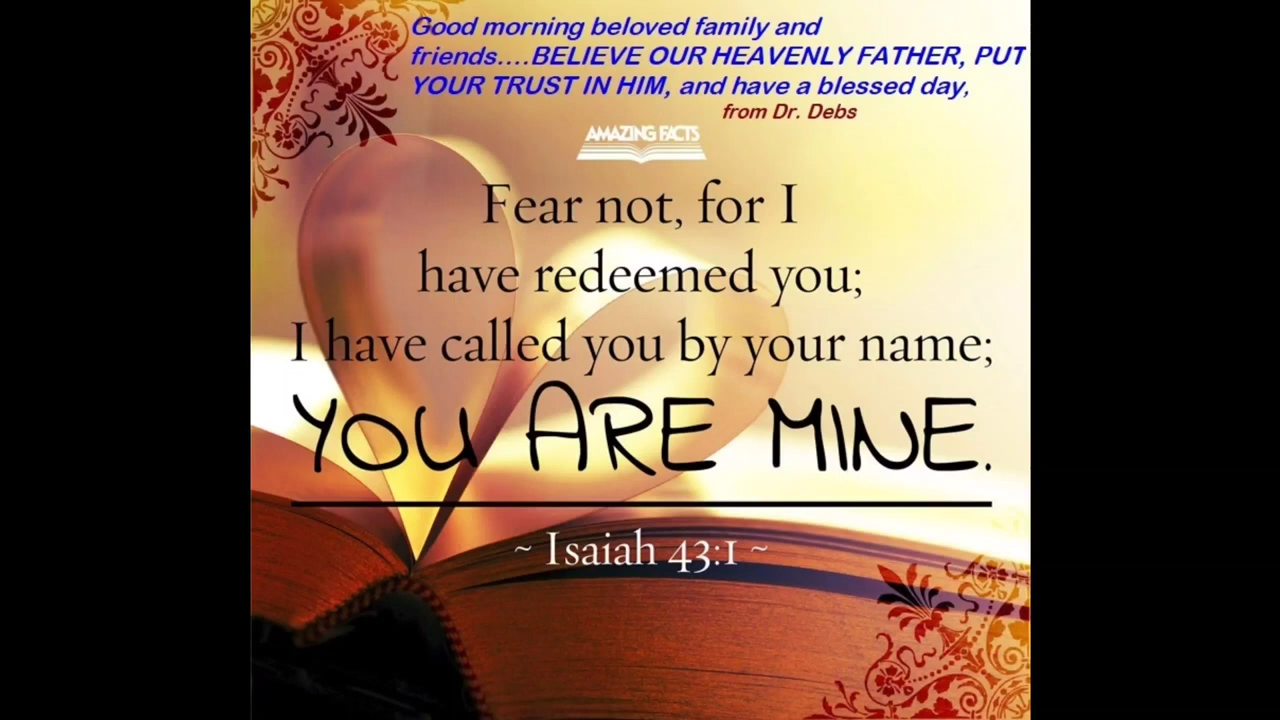 Good morning beloved family and
friends....BELIEVE OUR HEAVENLY FATHER, PUT
YOUR TRUST IN HIM, and have a blessed day,
from Dr. Debs
AMAZING FACTS
Fear not, for I
have redeemed you;
I have called you by your name;
YOU ARE MINE.
~ Isaiah 43:1 ~